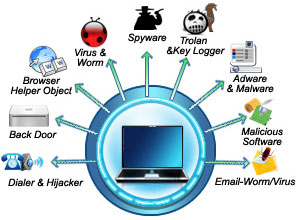 Spyware
Virus &
Worm
Trolan
&Key Logger
Browser
Helper Object
Adware
& Malware
Back Door
Malicious
Software
Dialer & Hijacker
Email-Worm/Virus